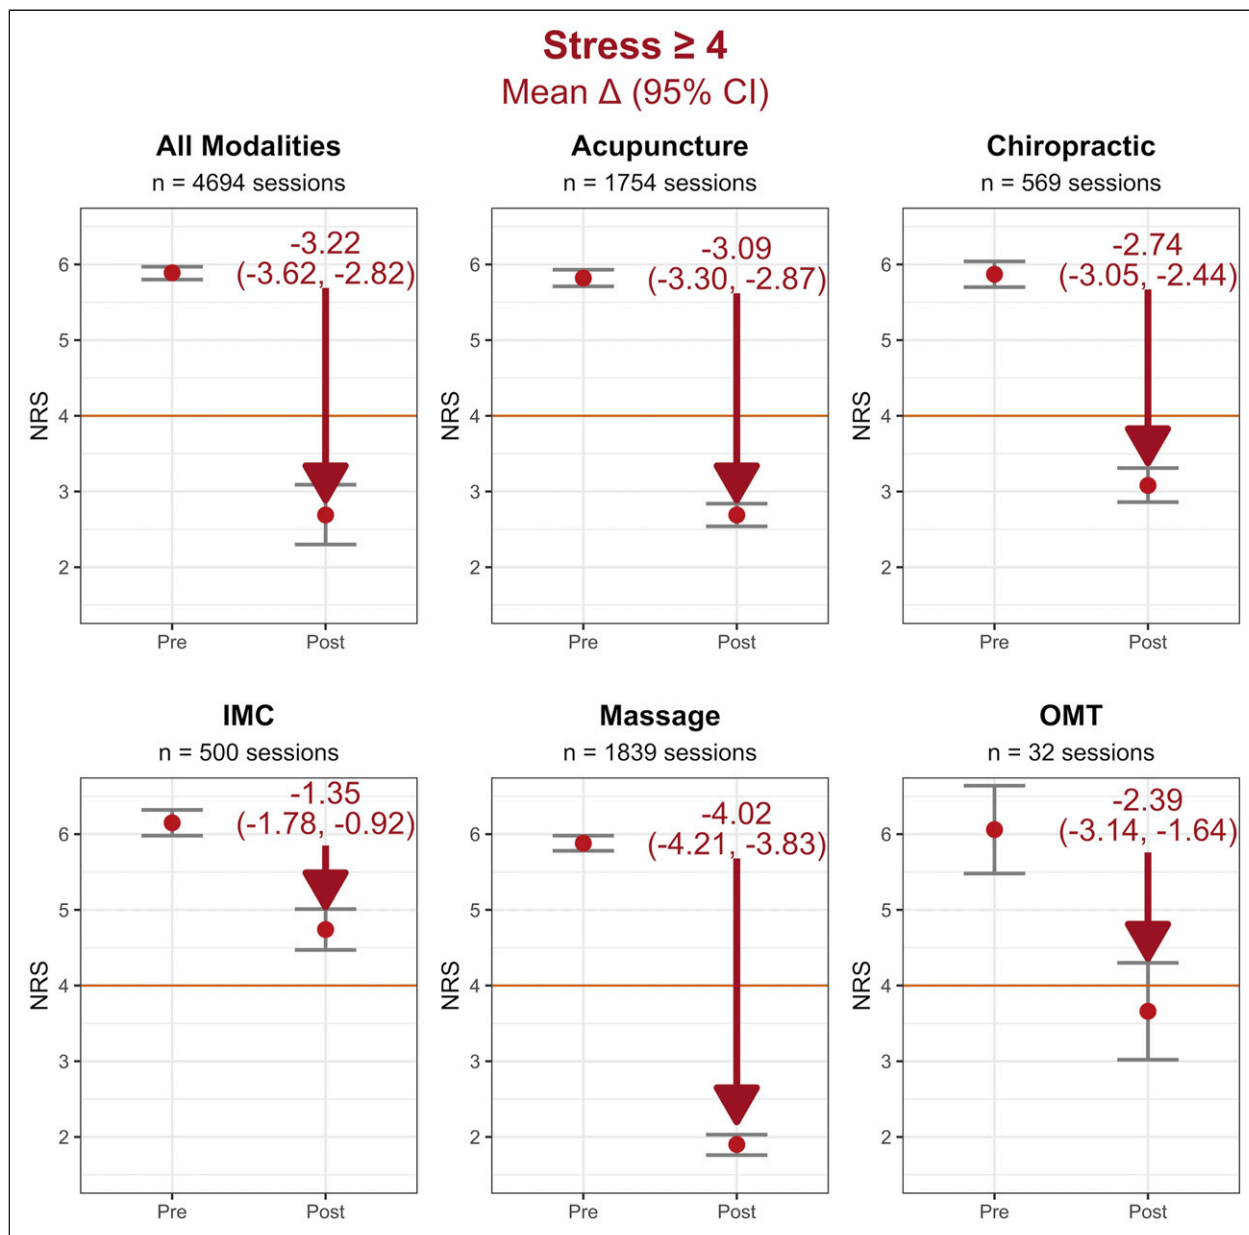 Stress ≥ 4
Mean Δ (95% CI)
All Modalities
n = 4694 sessions
NRS
6
5
4
3
2
-3.22
(-3.62, -2.82)
Pre
Post
Acupuncture
n = 1754 sessions
NRS
6
5
4
3
2
-3.09
(-3.30, -2.87)
Pre
Post
Chiropractic
n = 569 sessions
NRS
6
5
4
3
2
-2.74
(-3.05, -2.44)
Pre
Post
IMC
n = 500 sessions
NRS
6
5
4
3
2
-1.35
(-1.78, -0.92)
Pre
Post
Massage
n = 1839 sessions
NRS
6
5
4
3
2
-4.02
(-4.21, -3.83)
Pre
Post
OMT
n = 32 sessions
NRS
6
5
4
3
2
-2.39
(-3.14, -1.64)
Pre
Post